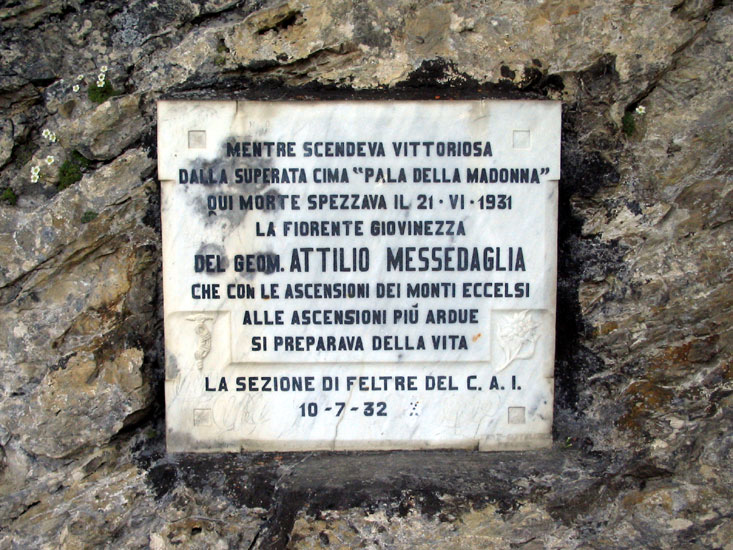 MENTRE SCENDEVA VITTORIOSA
DALLA SUPERATA CIMA "PALA DELLA MADONNA"
QUI MORTE SPEZZAVA IL 21 · VI · 1931
LA FIORENTE GIOVINEZZA
DEL GEOM. ATTILIO MESSEDAGLIA
CHE CON LE ASCENSIONI DEI MONTI ECCELSI
ALLE ASCENSIONI PIÚ ARDUE
SI PREPARAVA DELLA VITA
LA SEZIONE DI FELTRE DEL C. A. I.
10-7-32